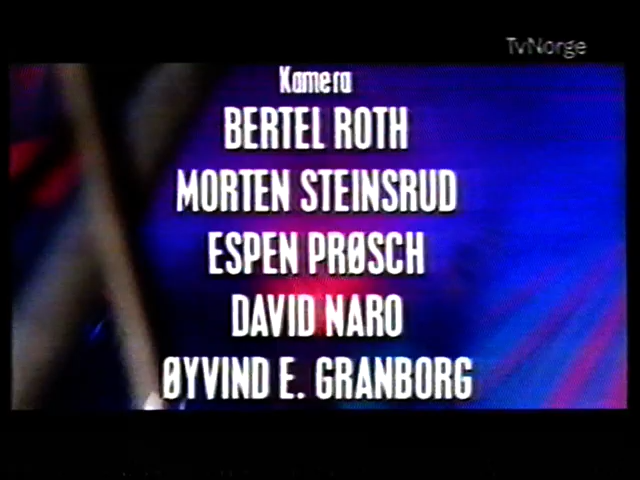 TvNorge
Kamera
BERTEL ROTH
MORTEN STEINSRUD
ESPEN PRØSCH
DAVID NARO
ØYVIND E. GRANBORG